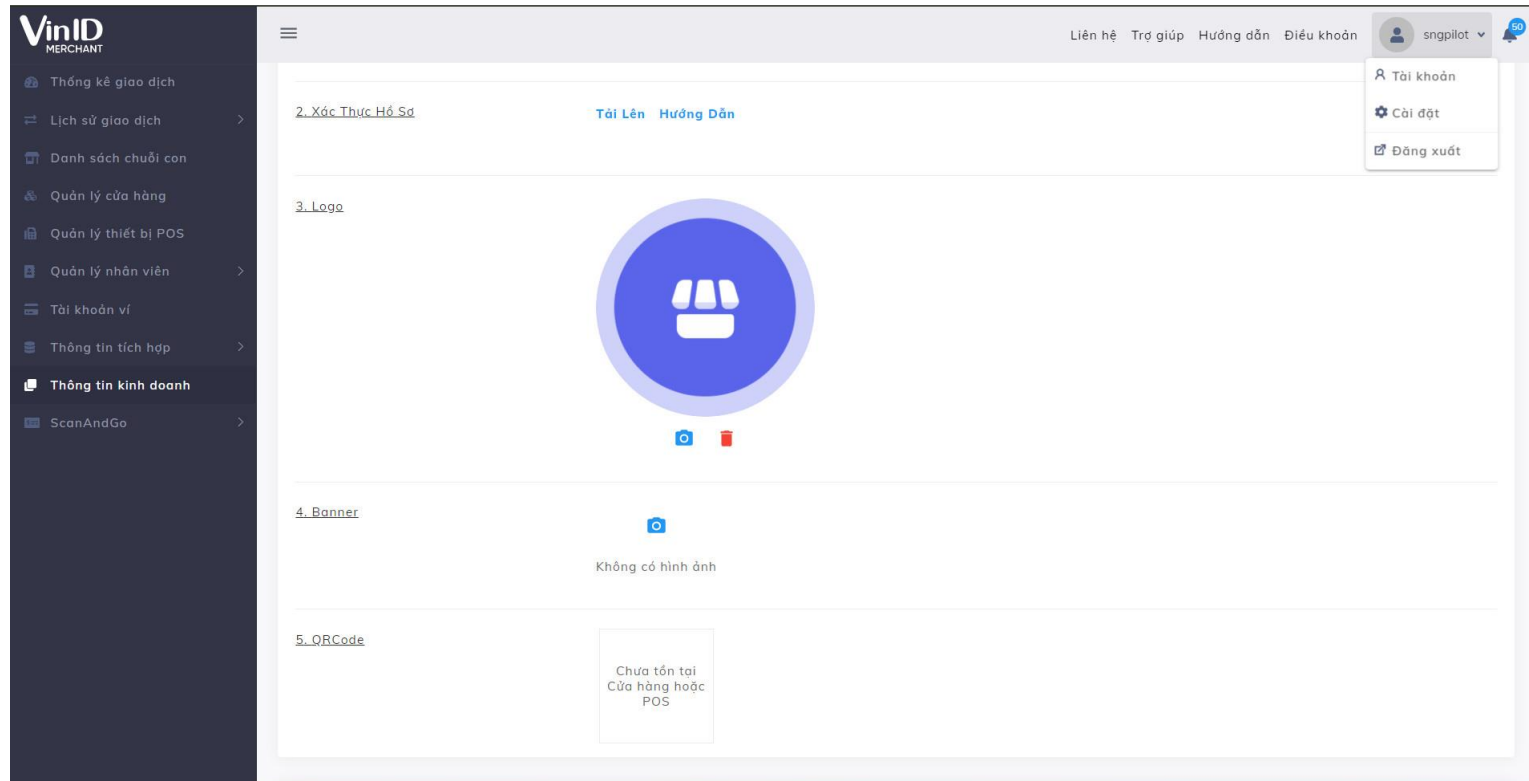 VinID
MERCHANT
Liên hệ Trợ giúp Hướng dẫn Điều khoản sngpilot 50
Tài khoản
Cài đặt
Đăng xuất
Thống kê giao dịch
Lịch sử giao dịch
Danh sách chuỗi con
Quản lý cửa hàng
Quản lý thiết bị POS
Quản lý nhân viên
Tài khoản ví
Thông tin tích hợp
Thông tin kinh doanh
ScanAndGo
2. Xác Thực Hồ Sơ
Tải Lên Hướng Dẫn
3. Logo
4. Banner
Không có hình ảnh
5. QRCode
Chưa tồn tại
Cửa hàng hoặc
POS